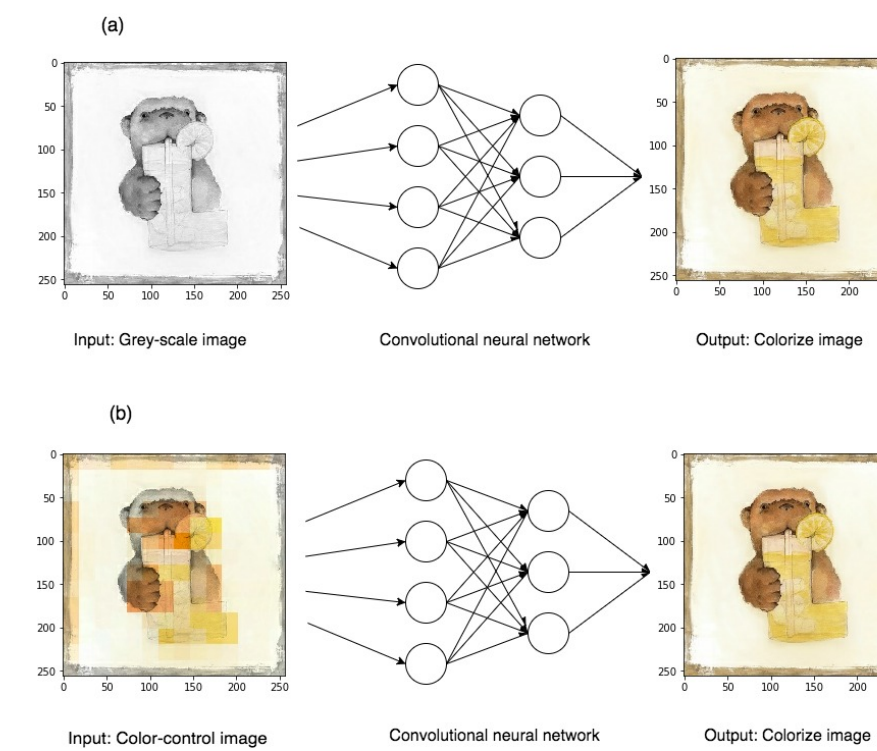 (a)
0
50
100
150
200
250
0 50 100 150 200 250
0
50
100
150
200
250
0 50 100 150 200
Input: Grey-scale image
Convolutional neural network
Output: Colorize image
(b)
0
50
100
150
200
250
0 50 100 150 200 250
0
50
100
150
200
250
0 50 100 150 200
Input: Color-control image
Convolutional neural network
Output: Colorize image